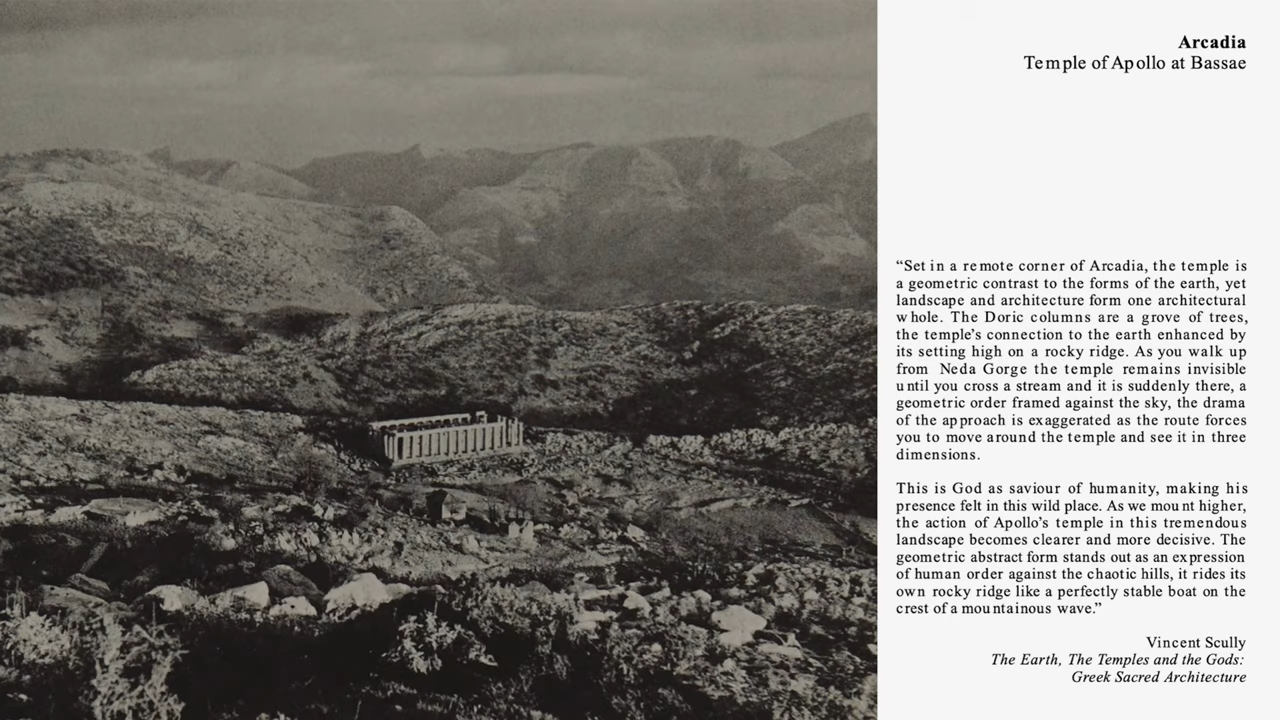 Arcadia
Temple of Apollo at Bassae
“Set in a remote corner of Arcadia, the temple is
a geometric contrast to the forms of the earth, yet
landscape and architecture form one architectural
whole. The Doric columns are a grove of trees,
the temple’s connection to the earth enhanced by
its setting high on a rocky ridge. As you walk up
from Neda Gorge the temple remains invisible
until you cross a stream and it is suddenly there, a
geometric order framed against the sky, the drama
of the approach is exaggerated as the route forces
you to move around the temple and see it in three
dimensions.
This is God as saviour of humanity, making his
presence felt in this wild place. As we mount higher,
the action of Apollo’s temple in this tremendous
landscape becomes clearer and more decisive. The
geometric abstract form stands out as an expression
of human order against the chaotic hills, it rides its
own rocky ridge like a perfectly stable boat on the
crest of a mountainous wave.”
Vincent Scully
The Earth, The Temples and the Gods:
Greek Sacred Architecture